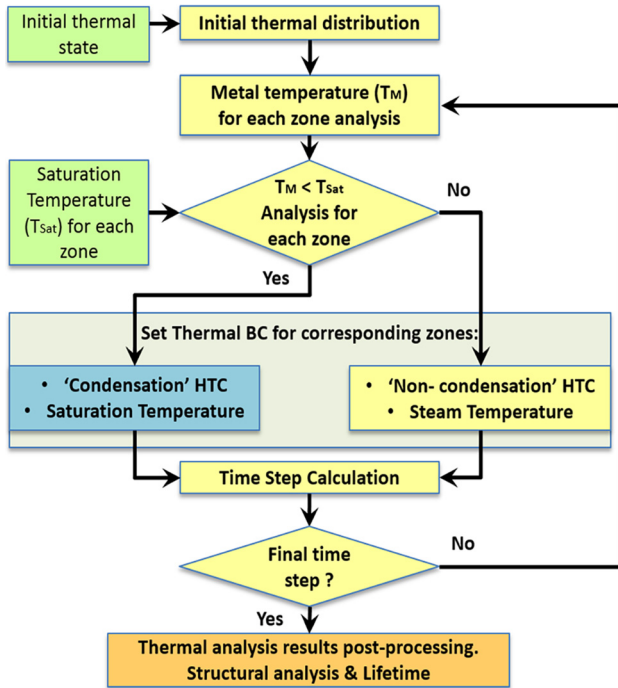 Initial thermal
state
Initial thermal distribution
Metal temperature (TM)
for each zone analysis
Saturation
Temperature
(TSat) for each
zone
TM < TSat
Analysis for
each zone
No
Yes
Set Thermal BC for corresponding zones:
• ‘Condensation’ HTC
• Saturation Temperature
• ‘Non- condensation’ HTC
• Steam Temperature
Time Step Calculation
Final time
step ?
No
Yes
Thermal analysis results post-processing.
Structural analysis & Lifetime